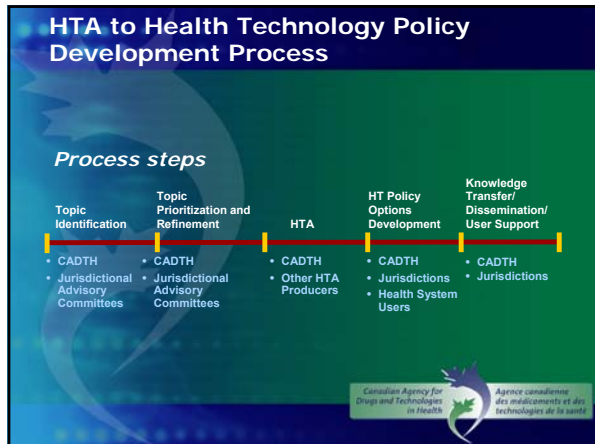 HTA to Health Technology Policy
Development Process
Process steps
Topic
Identification
• CADTH
• Jurisdictional
Advisory
Committees
Topic
Prioritization and
Refinement
• CADTH
• Jurisdictional
Advisory
Committees
HTA
• CADTH
• Other HTA
Producers
HT Policy
Options
Development
• CADTH
• Jurisdictions
• Health System
Users
Knowledge
Transfer/
Dissemination/
User Support
• CADTH
• Jurisdictions
Canadian Agency for
Drugs and Technologies
in Health
Agence canadienne
des médicaments et des
technologies de la santé